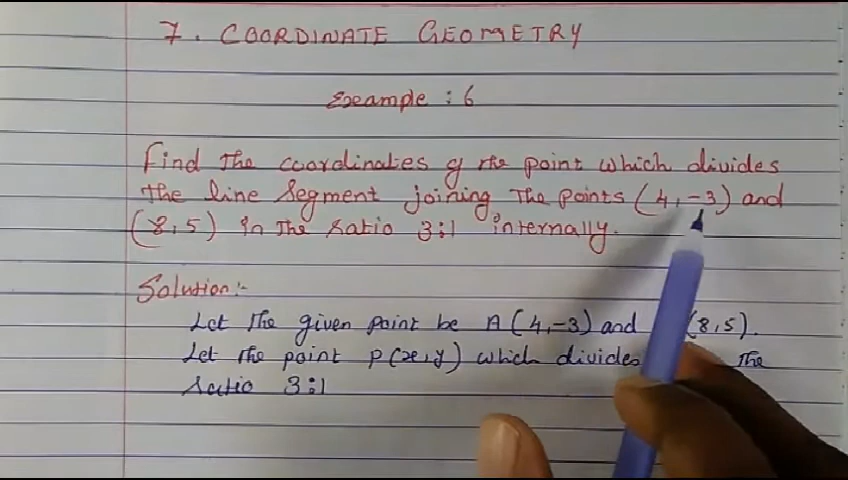 7. COORDINATE GEOMETRY
Example : 6
Find the coordinates of the point which divides
the line segment joining the points (4,-3) and
(8,5) in the ratio 3:1 internally.
Solution:-
Let the given point be A(4,-3) and (8,5).
Let the point P(x,y) which divides the
ratio 3:1